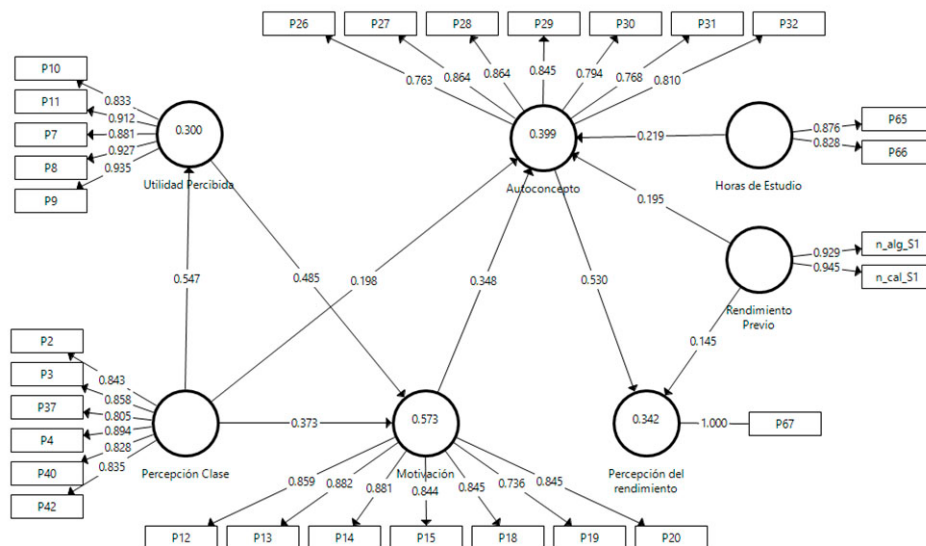 P26
P27
P28
P29
P30
P31
P32
0.763
0.864
0.864
0.845
0.794
0.768
0.810
P10
P11
P7
P8
P9
0.833
0.912
0.881
0.927
0.935
0.300
Utilidad Percibida
0.399
Autoconcepto
0.219
Horas de Estudio
0.876
0.828
P65
P66
0.195
0.929
0.945
n_alg_S1
n_cal_S1
Rendimiento
Previo
0.547
0.485
0.198
0.348
0.530
0.145
P2
P3
P37
P4
P40
P42
0.843
0.858
0.805
0.894
0.828
0.835
Percepción Clase
0.373
0.573
Motivación
0.342
Percepción del
rendimiento
1.000
P67
0.859
0.882
0.881
0.844
0.845
0.736
0.845
P12
P13
P14
P15
P18
P19
P20